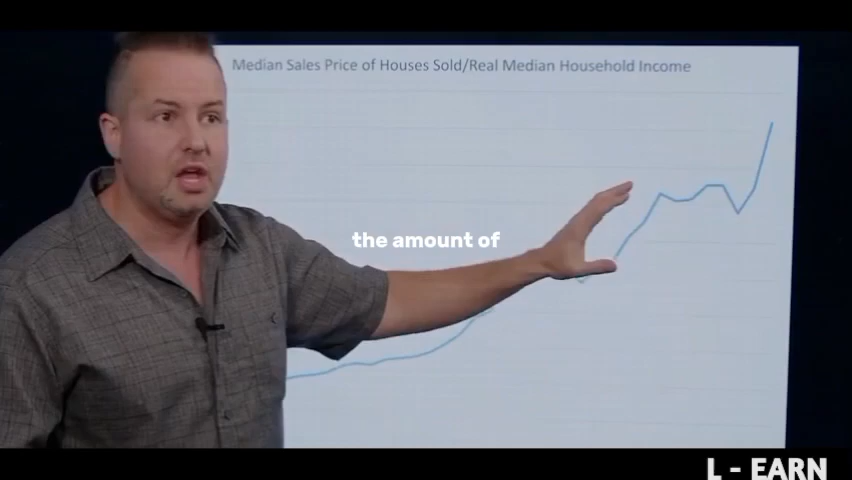 Median Sales Price of Houses Sold/Real Median Household Income
the amount of
L - EARN